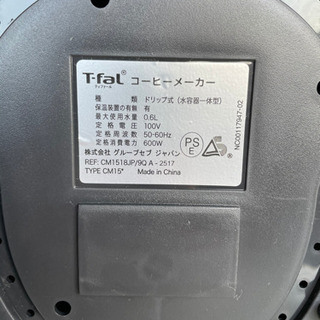 T-fal コーヒーメーカー
ティファール
種類 ドリップ式（水容器一体型）
保温装置の有無 有
最大使用水量 0.6L
定格電圧 100V
定格周波数 50-60Hz
定格消費電力 600W
株式会社 グループセブ ジャパン
REF: CM1518JP/9Q A - 2517
TYPE CM15* Made in China
PS
E
S
NC00117947-02